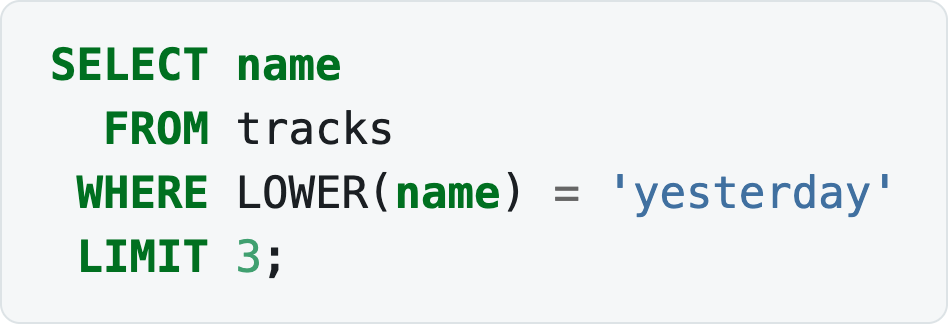 SELECT name
FROM tracks
WHERE LOWER(name) = 'yesterday'
LIMIT 3;